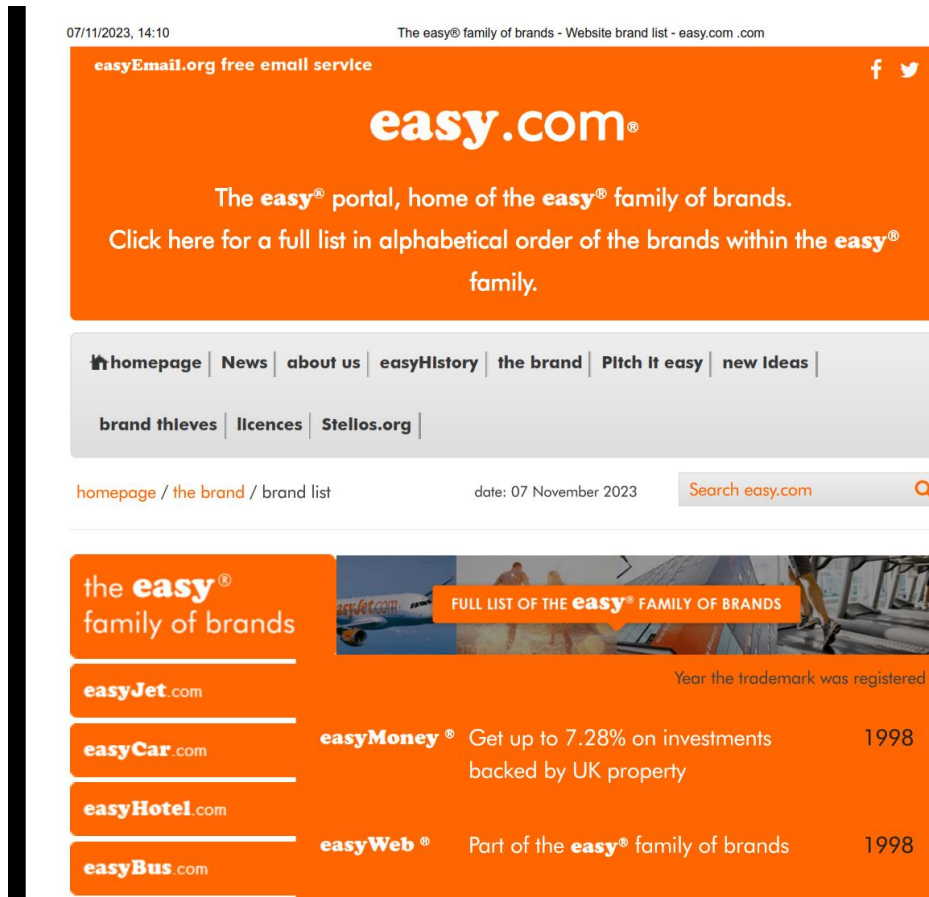 07/11/2023, 14:10 The easy® family of brands - Website brand list - easy.com .com
easyEmail.org free email service
easy.com®
The easy® portal, home of the easy® family of brands.
Click here for a full list in alphabetical order of the brands within the easy®
family.
homepage | News | about us | easyHistory | the brand | Pitch it easy | new ideas |
brand thieves | licences | Stelios.org |
homepage / the brand / brand list date: 07 November 2023 Search easy.com
the easy®
family of brands
easyJet.com
FULL LIST OF THE easy® FAMILY OF BRANDS
Year the trademark was registered
easyJet.com
easyCar.com
easyHotel.com
easyBus.com
easyMoney ® Get up to 7.28% on investments 1998
backed by UK property
easyWeb ® Part of the easy® family of brands 1998